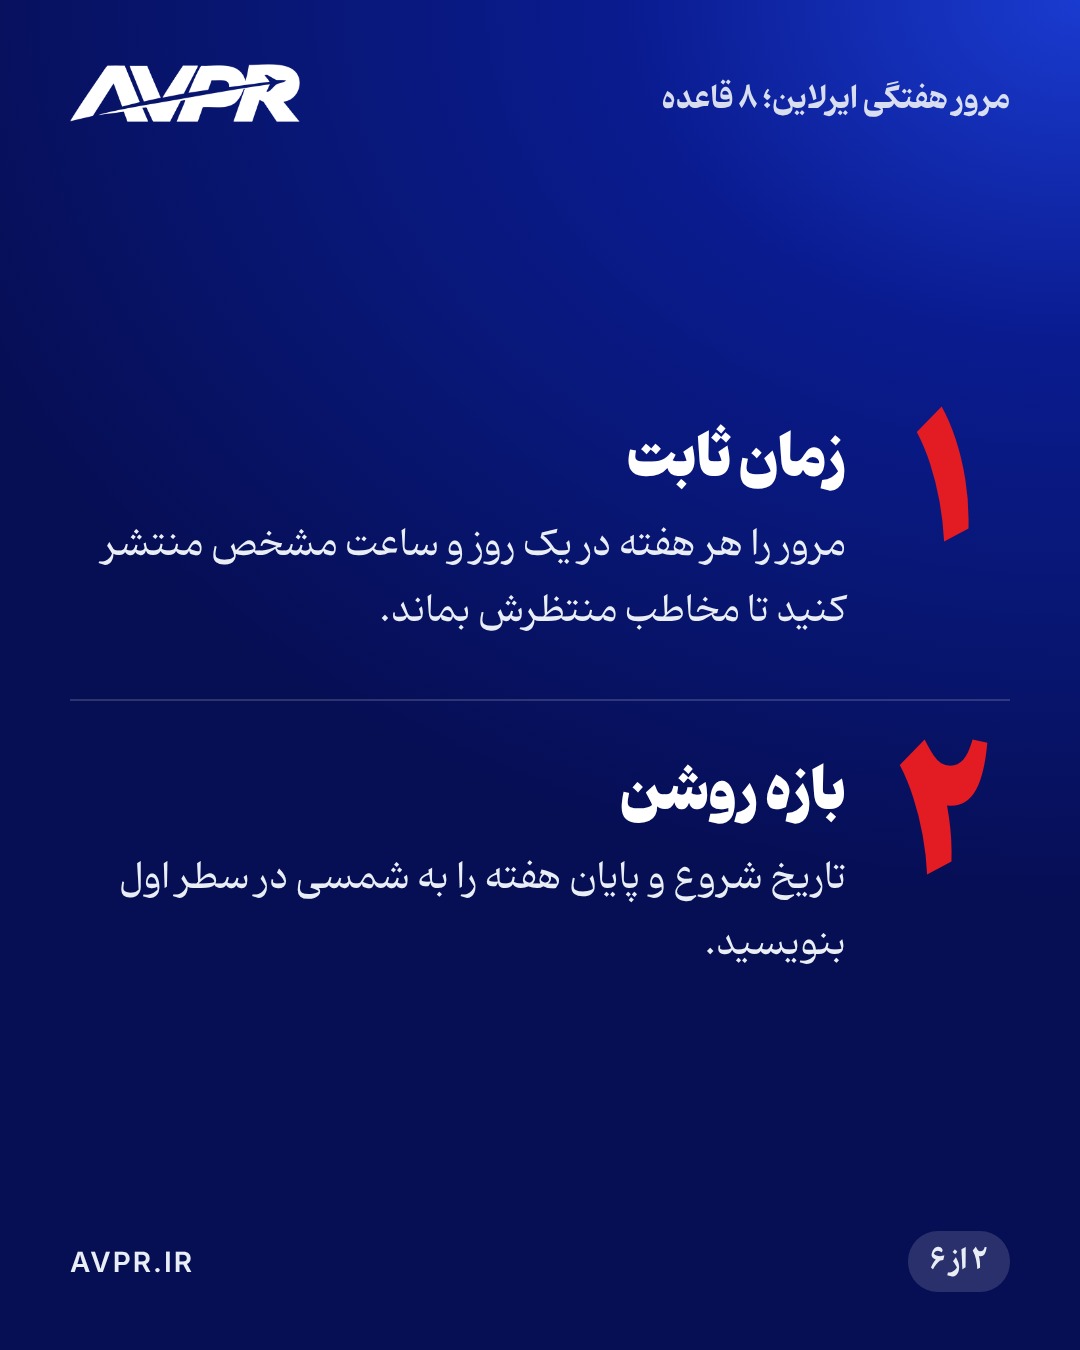 مرور هفتگی ایرلاین؛ ۸ قاعده
AVPR
۱
زمان ثابت
مرور را هر هفته در یک روز و ساعت مشخص منتشر
کنید تا مخاطب منتظرش بماند.
۲
بازه روشن
تاریخ شروع و پایان هفته را به شمسی در سطر اول
بنویسید.
۲ از ۶
AVPR.IR